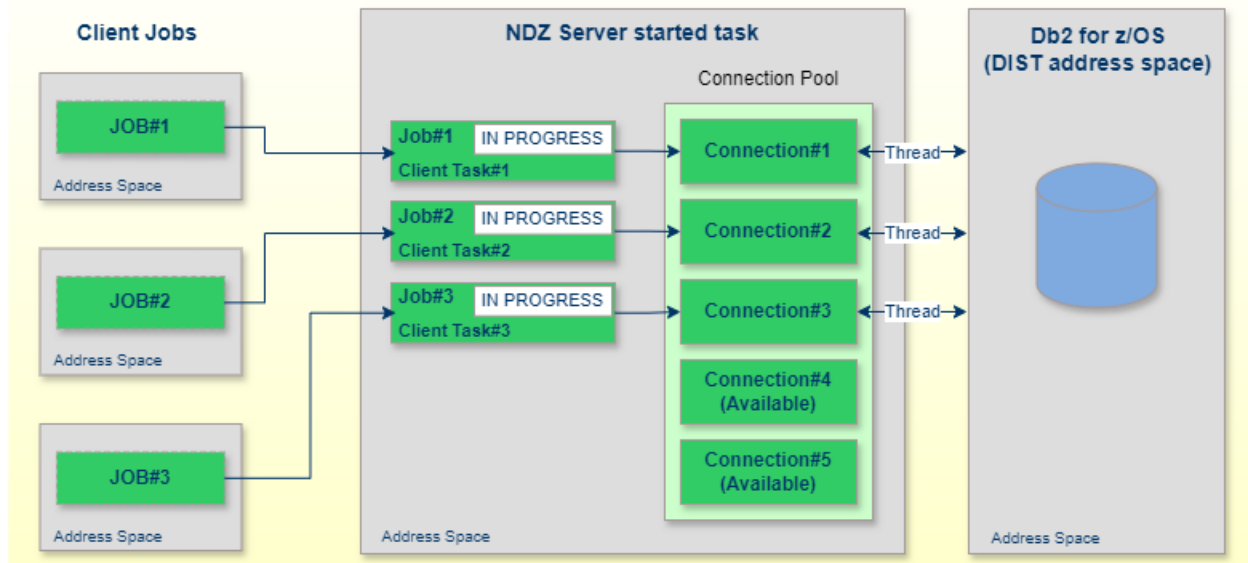 Client Jobs
JOB#1
Address Space
JOB#2
Address Space
JOB#3
Address Space
NDZ Server started task
Connection Pool
Job#1 IN PROGRESS
Client Task#1
Job#2 IN PROGRESS
Client Task#2
Job#3 IN PROGRESS
Client Task#3
Connection#1
Connection#2
Connection#3
Connection#4
(Available)
Connection#5
(Available)
Address Space
Thread
Thread
Thread
Db2 for z/OS
(DIST address space)
Address Space